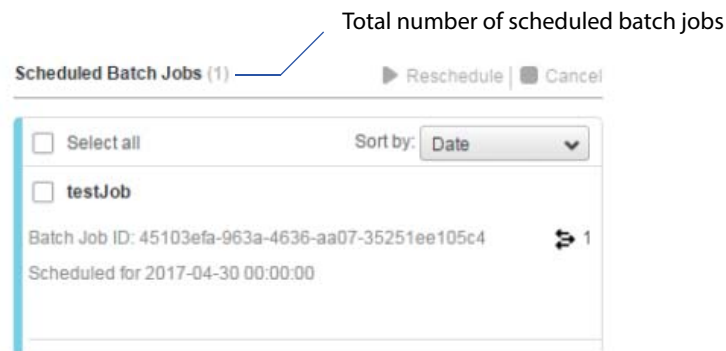 Total number of scheduled batch jobs
Scheduled Batch Jobs (1) Reschedule | Cancel
Select all Sort by: Date
testJob
Batch Job ID: 45103efa-963a-4636-aa07-35251ee105c4 1
Scheduled for 2017-04-30 00:00:00